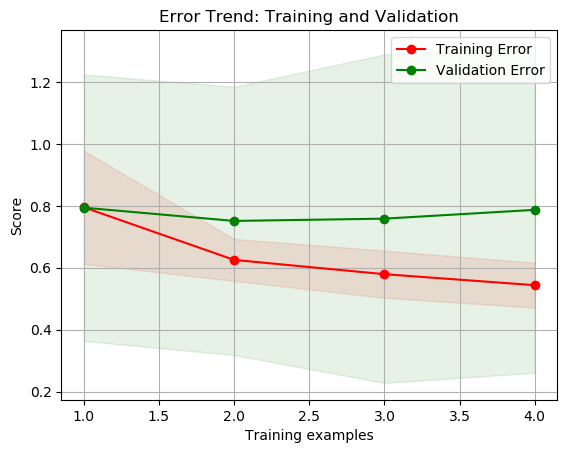 Error Trend: Training and Validation
Training Error
Validation Error
Score
1.2
1.0
0.8
0.6
0.4
0.2
1.0 1.5 2.0 2.5 3.0 3.5 4.0
Training examples